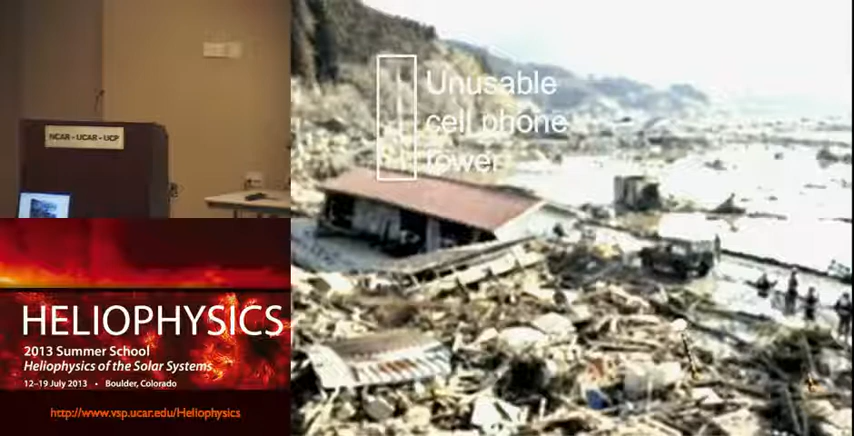 NCAR - UCAR - UCP
Unusable
cell phone
tower
HELIOPHYSICS
2013 Summer School
Heliophysics of the Solar Systems
12–19 July 2013 • Boulder, Colorado
http://www.vsp.ucar.edu/Heliophysics